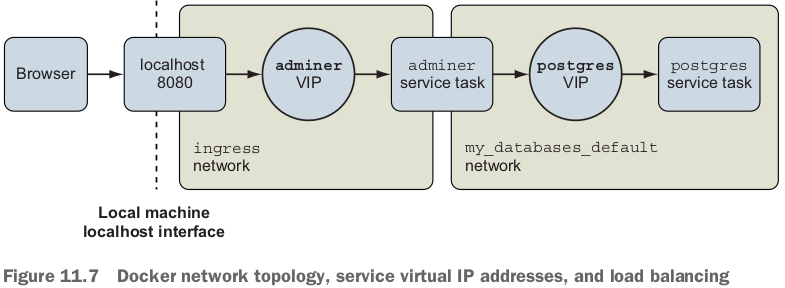 Browser
localhost
8080
adminer
VIP
adminer
service task
postgres
VIP
postgres
service task
ingress
network
my_databases_default
network
Local machine
localhost interface
Figure 11.7 Docker network topology, service virtual IP addresses, and load balancing